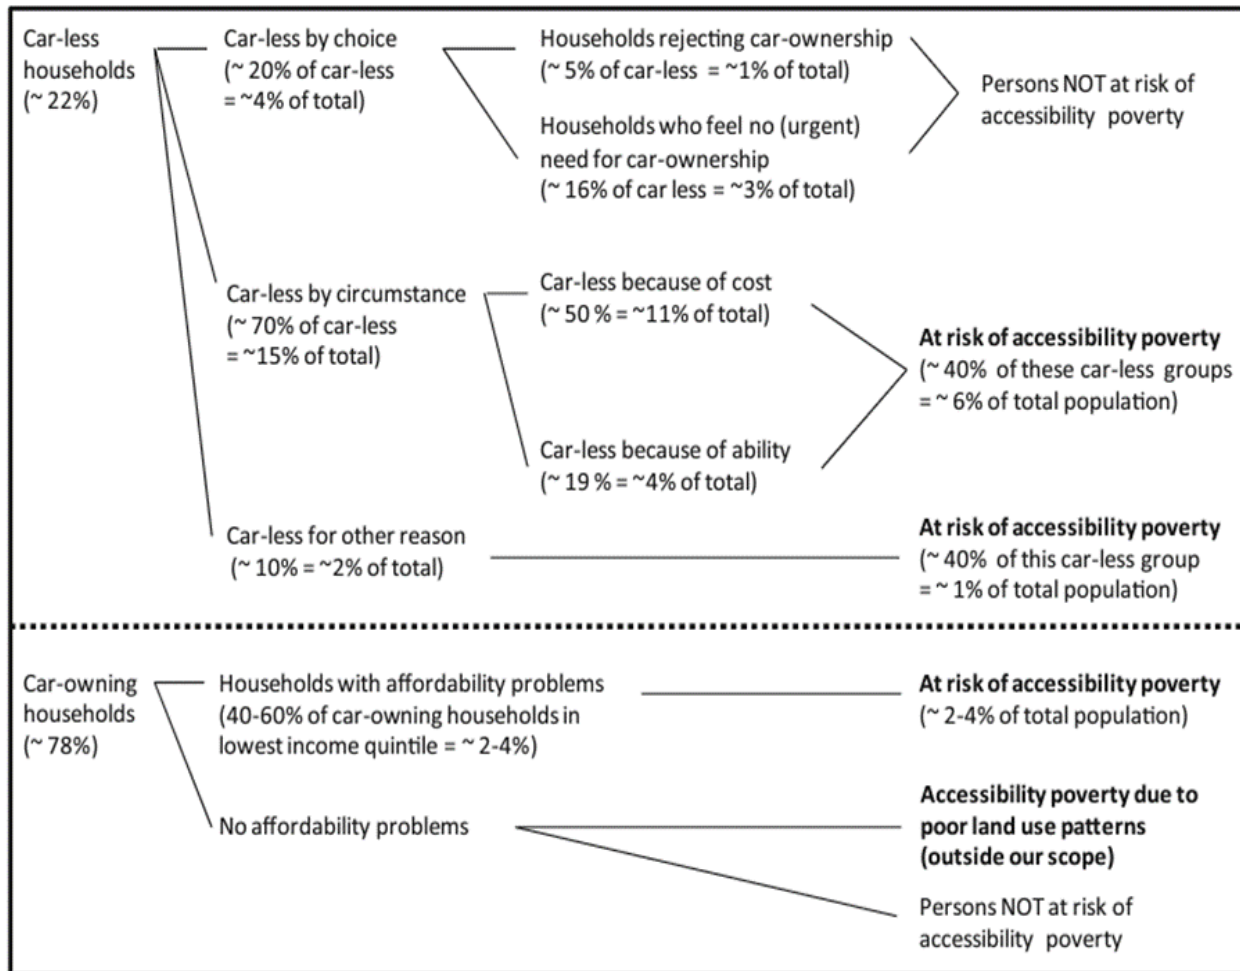 Car-less
households
(~ 22%)
Car-less by choice
(~ 20% of car-less
= ~4% of total)
Households rejecting car-ownership
(~ 5% of car-less = ~1% of total)
Households who feel no (urgent)
need for car-ownership
(~ 16% of car less = ~3% of total)
Persons NOT at risk of
accessibility poverty
Car-less by circumstance
(~ 70% of car-less
= ~15% of total)
Car-less because of cost
(~ 50 % = ~11% of total)
Car-less because of ability
(~ 19 % = ~4% of total)
At risk of accessibility poverty
(~ 40% of these car-less groups
= ~ 6% of total population)
Car-less for other reason
(~ 10% = ~2% of total)
At risk of accessibility poverty
(~ 40% of this car-less group
= ~ 1% of total population)
Car-owning
households
(~ 78%)
Households with affordability problems
(40-60% of car-owning households in
lowest income quintile = ~ 2-4%)
At risk of accessibility poverty
(~ 2-4% of total population)
No affordability problems
Accessibility poverty due to
poor land use patterns
(outside our scope)
Persons NOT at risk of
accessibility poverty